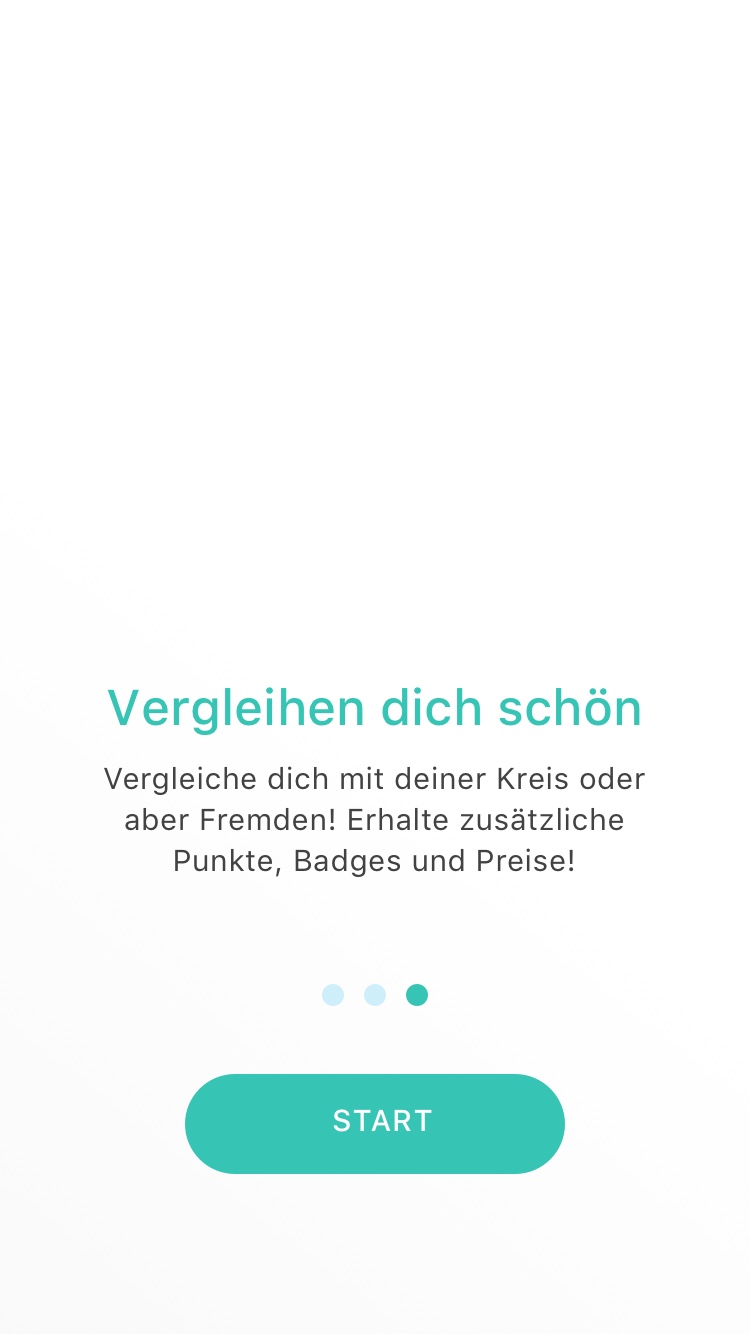 Vergleihen dich schön
Vergleiche dich mit deiner Kreis oder
aber Fremden! Erhalte zusätzliche
Punkte, Badges und Preise!
START